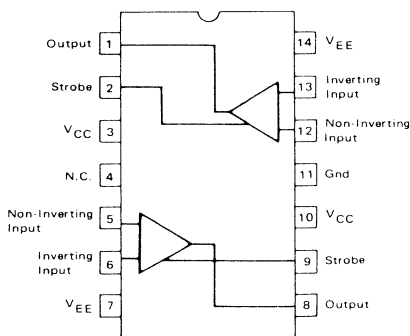 Output 1
Strobe 2
VCC 3
N.C. 4
Non-Inverting
Input
5
Inverting
Input
6
VEE 7
14 VEE
13 Inverting
Input
12 Non-Inverting
Input
11 Gnd
10 VCC
9 Strobe
8 Output